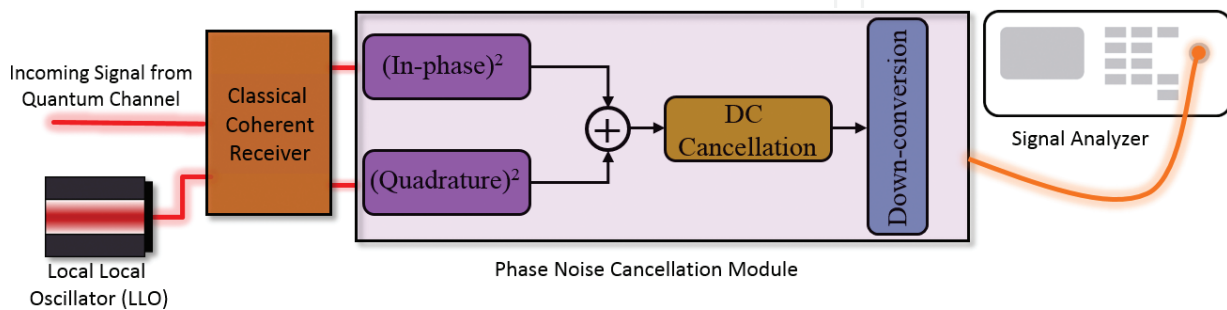 Incoming Signal from
Quantum Channel
Classical
Coherent
Receiver
Local Local
Oscillator (LLO)
(In-phase)²
(Quadrature)²
+
DC
Cancellation
Down-conversion
Phase Noise Cancellation Module
Signal Analyzer